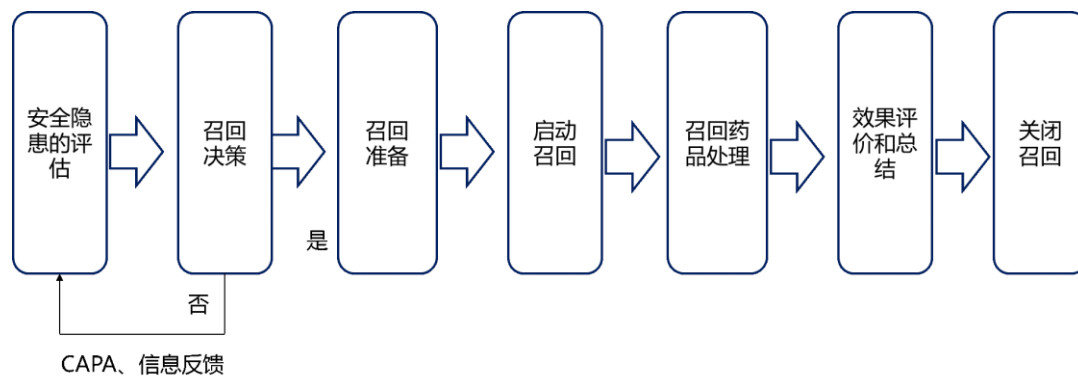 安全隐
患的评
估
召回
决策
召回
准备
启动
召回
召回药
品处理
效果评
价和总
结
关闭
召回
是
否
CAPA、信息反馈